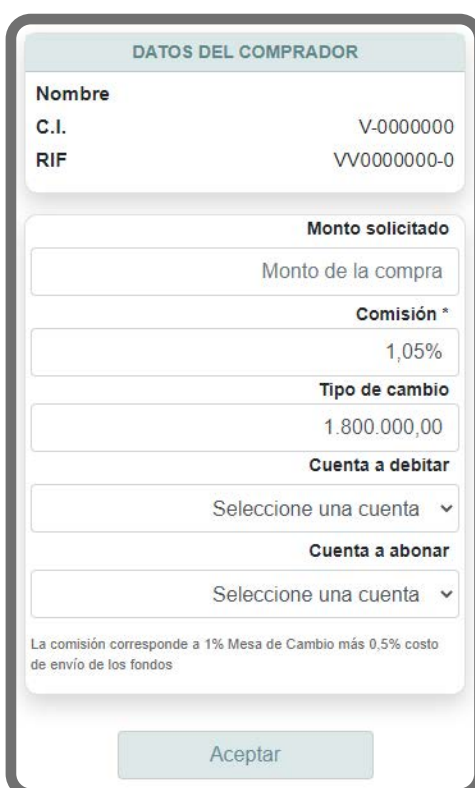 DATOS DEL COMPRADOR
Nombre
C.I. V-0000000
RIF VV0000000-0
Monto solicitado
Monto de la compra
Comisión *
1,05%
Tipo de cambio
1.800.000,00
Cuenta a debitar
Seleccione una cuenta
Cuenta a abonar
Seleccione una cuenta
La comisión corresponde a 1% Mesa de Cambio más 0,5% costo
de envío de los fondos
Aceptar